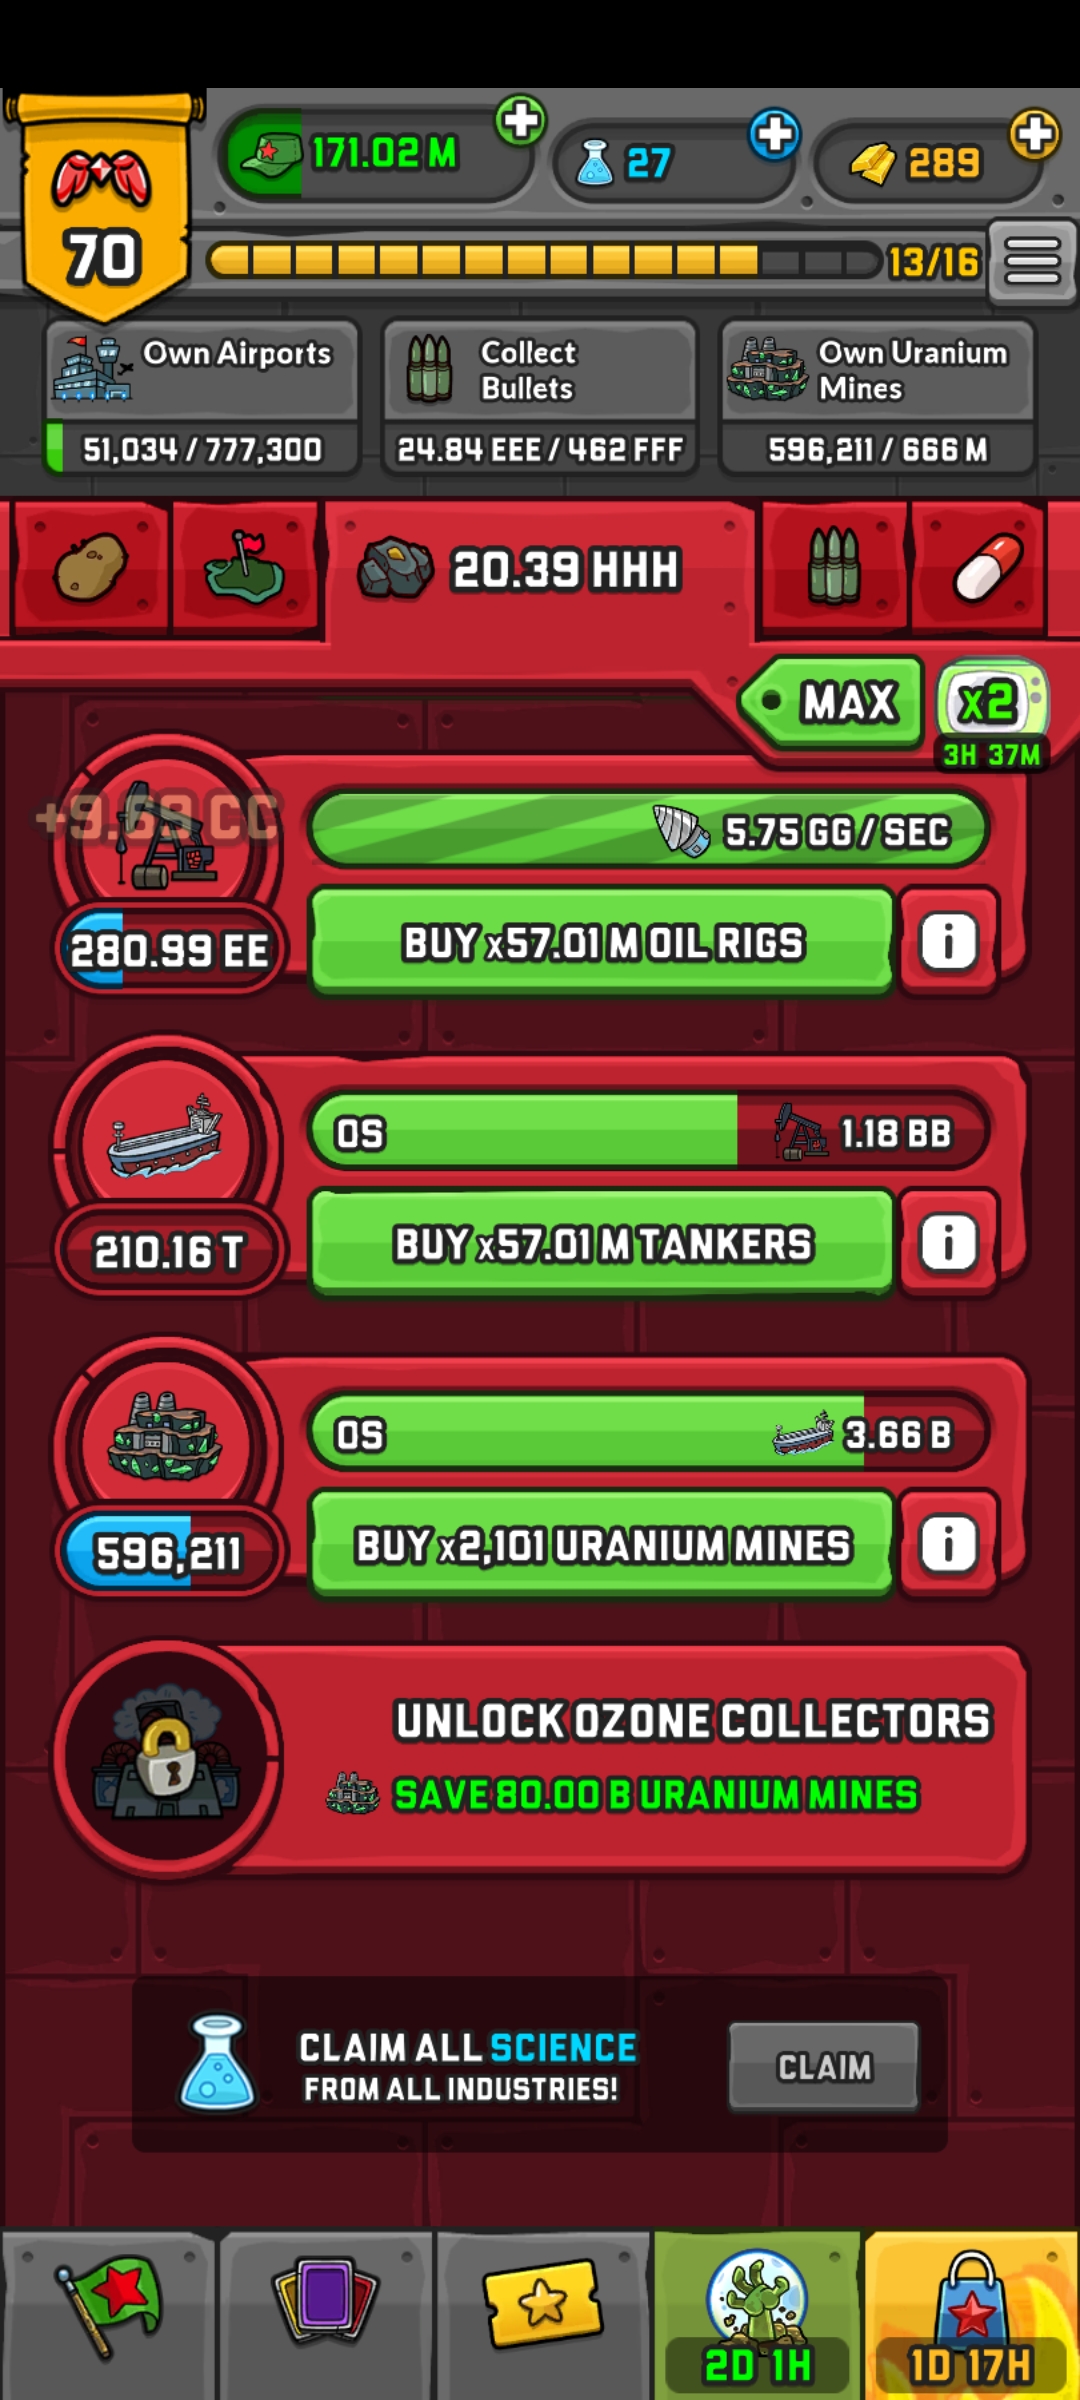 171.02 M
27
289
70
13/16
Own Airports
51,034 / 777,300
Collect
Bullets
24.84 EEE / 462 FFF
Own Uranium
Mines
596,211 / 666 M
20.39 HHH
MAX
x2
3H 37M
+9.69 CC
5.75 GG / SEC
280.99 EE
BUY x57.01 M OIL RIGS
i
0S
1.18 BB
210.16 T
BUY x57.01 M TANKERS
i
0S
3.66 B
596,211
BUY x2,101 URANIUM MINES
i
UNLOCK OZONE COLLECTORS
SAVE 80.00 B URANIUM MINES
CLAIM ALL SCIENCE
FROM ALL INDUSTRIES!
CLAIM
2D 1H
1D 17H